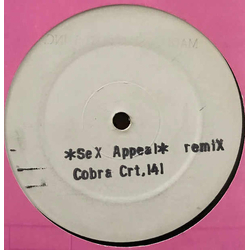 *SeX Appeal* remiX
Cobra Crt,141